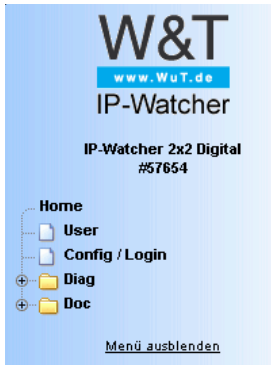 W&T
www.WuT.de
IP-Watcher
IP-Watcher 2x2 Digital
#57654
Home
User
Config / Login
Diag
Doc
Menü ausblenden